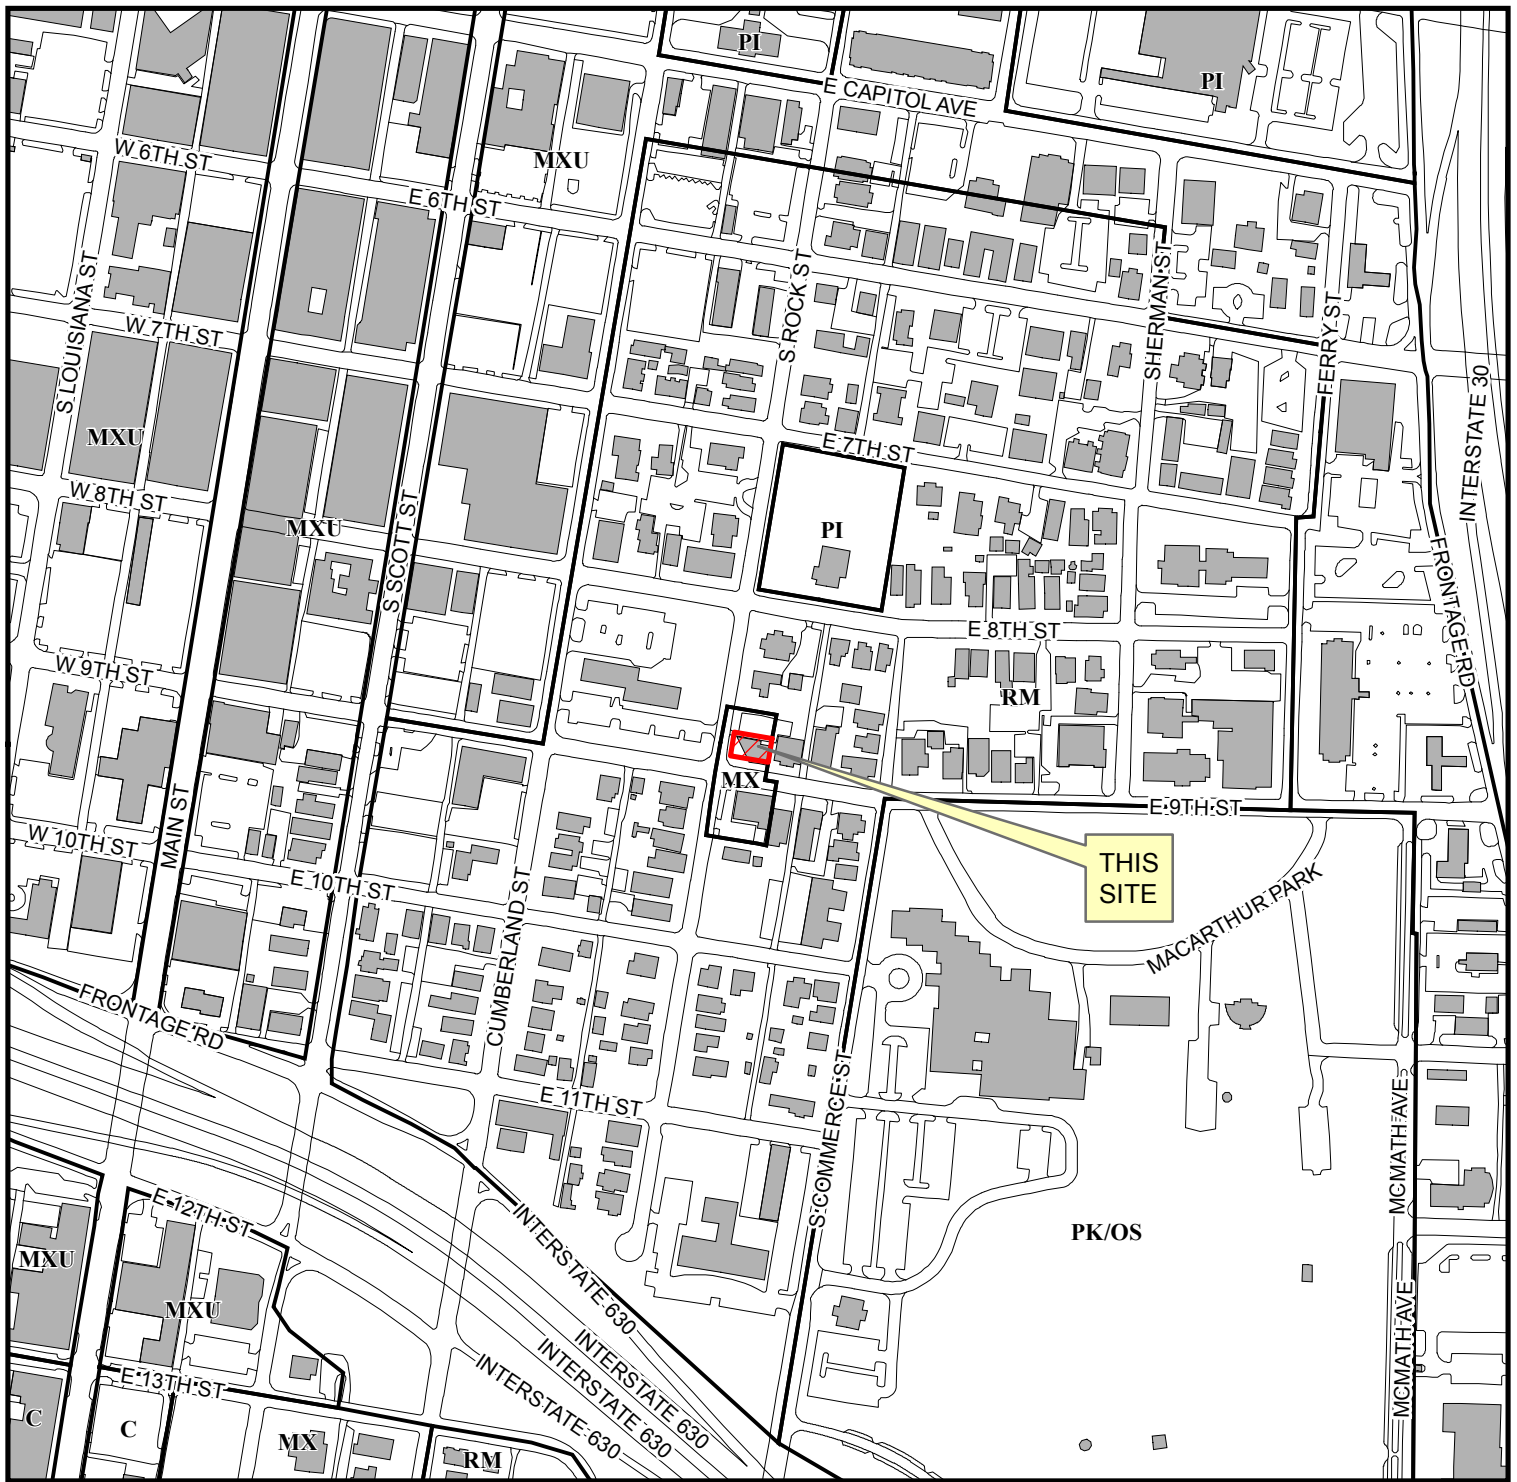 PI
PI
E CAPITOL AVE
W 6TH ST
MXU
E 6TH ST
S LOUISIANA ST
S ROCK ST
SHERMAN ST
FERRY ST
W 7TH ST
INTERSTATE 30
MXU
E 7TH ST
W 8TH ST
MXU
S SCOTT ST
PI
FRONTAGE RD
E 8TH ST
W 9TH ST
RM
MX
E 9TH ST
MAIN ST
W 10TH ST
THIS
SITE
E 10TH ST
CUMBERLAND ST
MACARTHUR PARK
FRONTAGE RD
E 11TH ST
S COMMERCE ST
MCMATH AVE
E 12TH ST
INTERSTATE 630
PK/OS
MXU
MXU
MCMATH AVE
INTERSTATE 630
INTERSTATE 630
INTERSTATE 630
E 13TH ST
C
C
MX
RM